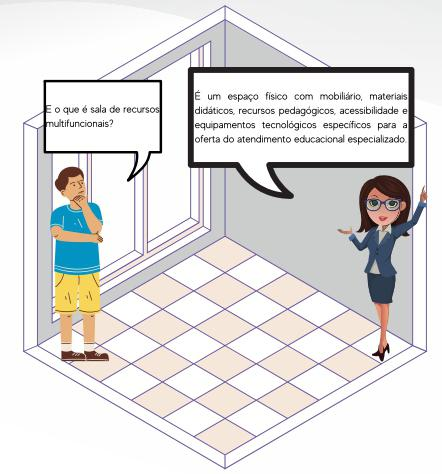 E o que é sala de recursos
multifuncionais?
É um espaço físico com mobiliário, materiais
didáticos, recursos pedagógicos, acessibilidade e
equipamentos tecnológicos específicos para a
oferta do atendimento educacional especializado.